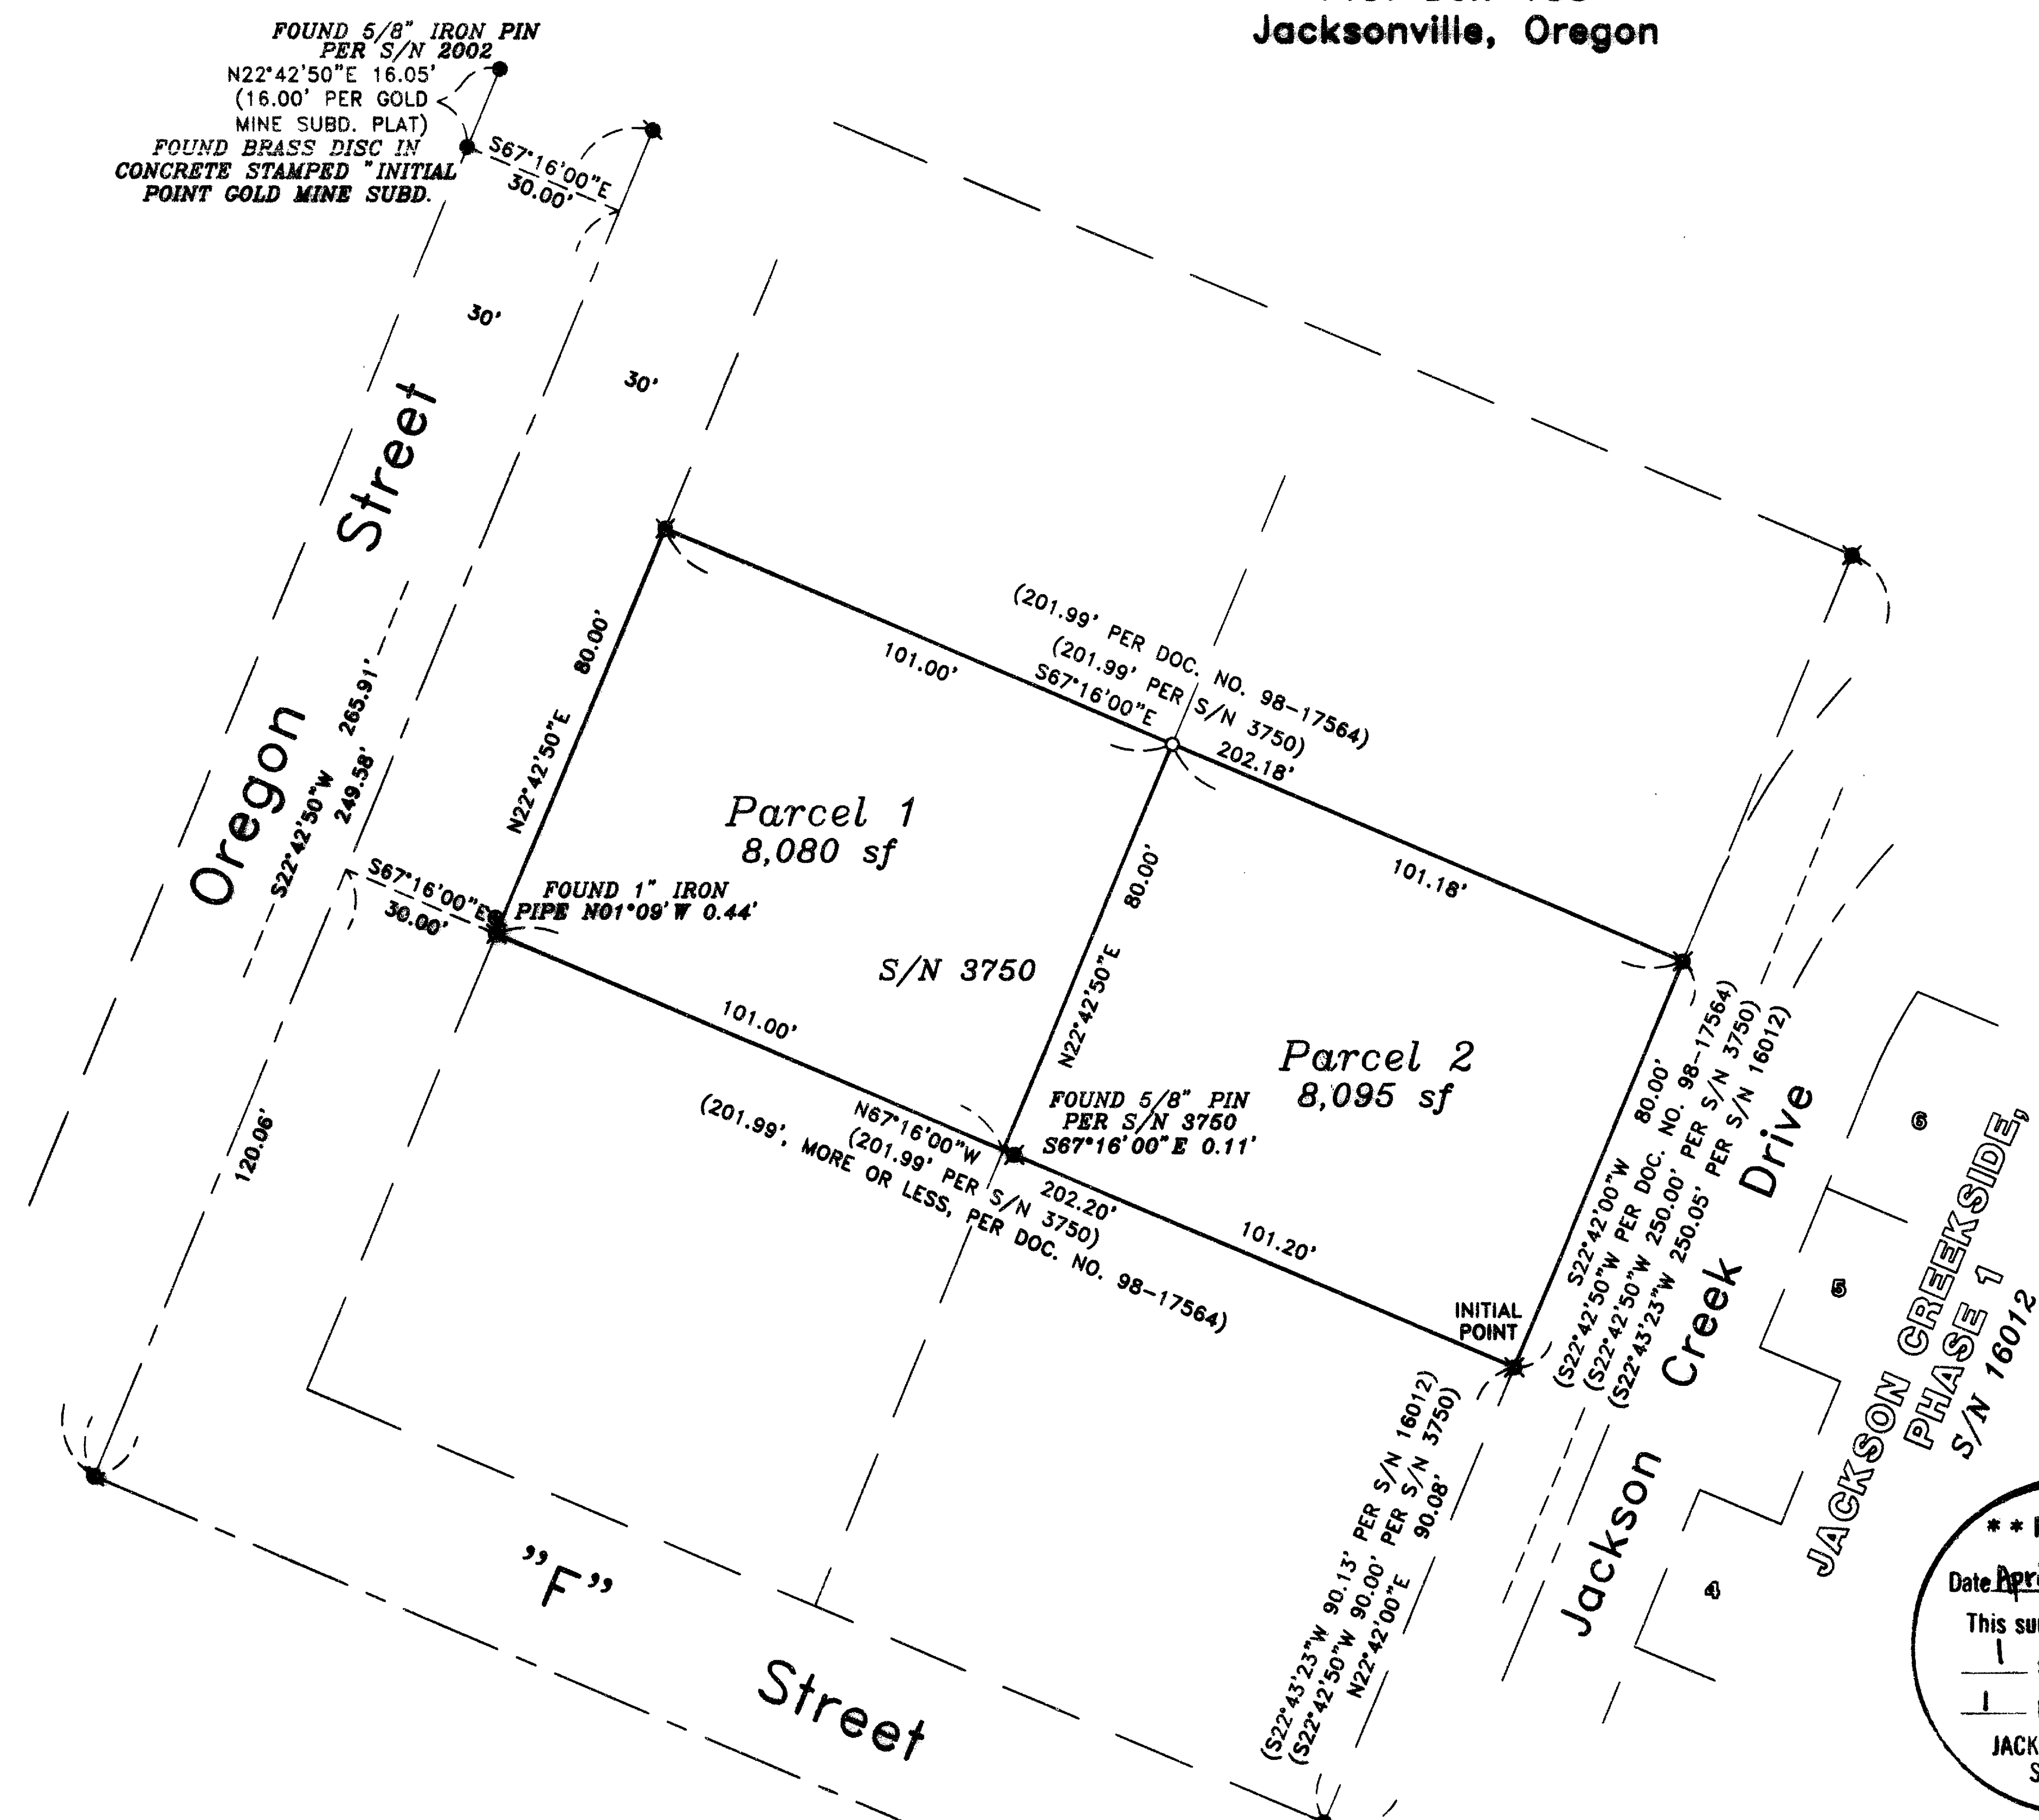 Jacksonville, Oregon
FOUND 5/8" IRON PIN
PER S/N 2002
N22°42'50"E 16.05'
(16.00' PER GOLD
MINE SUBD. PLAT)
FOUND BRASS DISC IN
CONCRETE STAMPED "INITIAL
POINT GOLD MINE SUBD.
S67°16'00"E
30.00'
30'
30'
Oregon Street
S22°42'50"W 265.91'
249.58'
120.06'
S67°16'00"E
30.00'
N22°42'50"E 80.00'
FOUND 1" IRON
PIPE N01°09'W 0.44'
Parcel 1
8,080 sf
S/N 3750
101.00'
(201.99' PER DOC. NO. 98-17564)
(201.99' PER S/N 3750)
S67°16'00"E 202.18'
101.18'
N22°42'50"E 80.00'
101.00'
N67°16'00"W 202.20'
(201.99' PER S/N 3750)
(201.99', MORE OR LESS, PER DOC. NO. 98-17564)
FOUND 5/8" PIN
PER S/N 3750
S67°16'00"E 0.11'
Parcel 2
8,095 sf
101.20'
INITIAL
POINT
S22°42'00"W 80.00'
(S22°42'50"W PER DOC. NO. 98-17564)
(S22°42'50"W 250.00' PER S/N 3750)
(S22°43'23"W 250.05' PER S/N 16012)
Jackson Creek Drive
(S22°43'23"W 90.13' PER S/N 16012)
(S22°42'50"W 90.00' PER S/N 3750)
N22°42'00"E 90.08'
6
5
4
JACKSON CREEKSIDE,
PHASE 1
S/N 16012
"F" Street
* *
Date
This
1
1
JACK
S